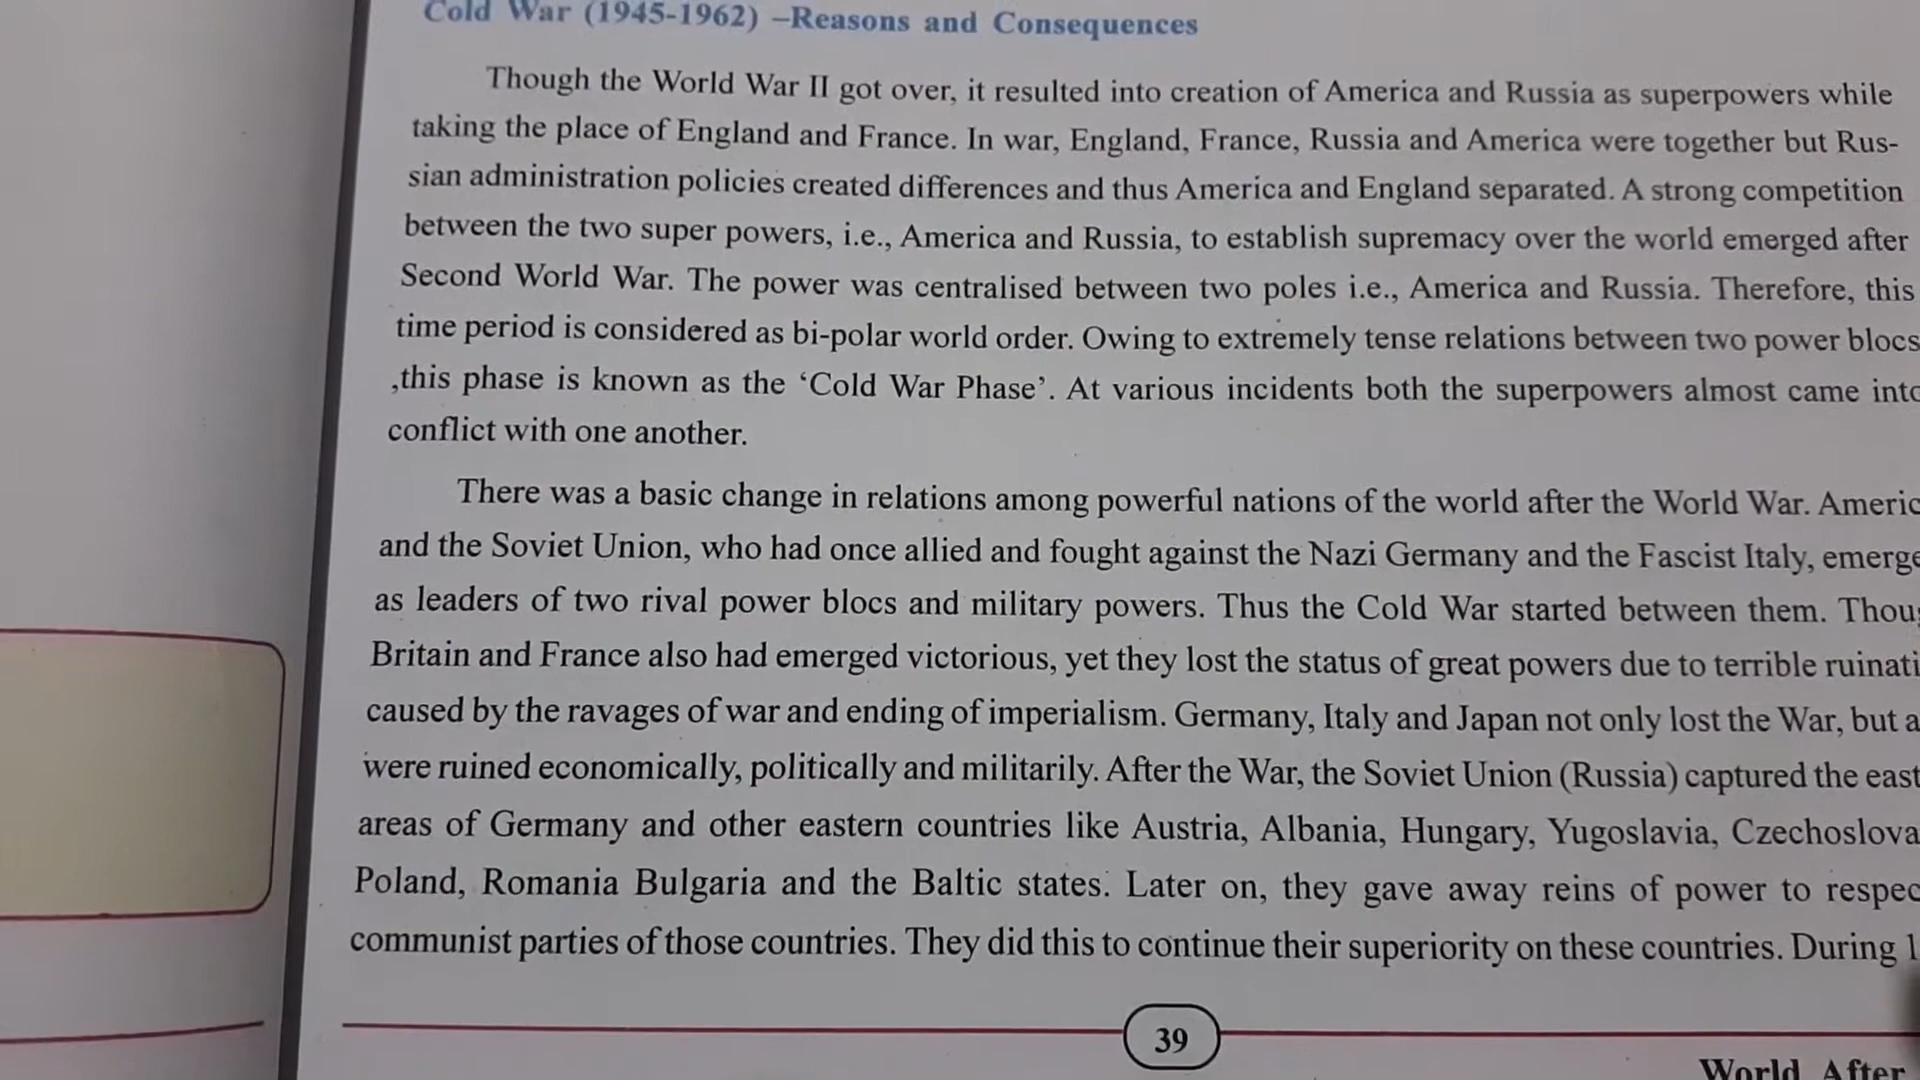 Cold War (1945-1962) –Reasons and Consequences
Though the World War II got over, it resulted into creation of America and Russia as superpowers while
taking the place of England and France. In war, England, France, Russia and America were together but Rus-
sian administration policies created differences and thus America and England separated. A strong competition
between the two super powers, i.e., America and Russia, to establish supremacy over the world emerged after
Second World War. The power was centralised between two poles i.e., America and Russia. Therefore, this
time period is considered as bi-polar world order. Owing to extremely tense relations between two power blocs
,this phase is known as the ‘Cold War Phase’. At various incidents both the superpowers almost came
conflict with one another.
There was a basic change in relations among powerful nations of the world after the World War.
and the Soviet Union, who had once allied and fought against the Nazi Germany and the Fascist Italy,
as leaders of two rival power blocs and military powers. Thus the Cold War started between them.
Britain and France also had emerged victorious, yet they lost the status of great powers due to terrible
caused by the ravages of war and ending of imperialism. Germany, Italy and Japan not only lost the War, but
were ruined economically, politically and militarily. After the War, the Soviet Union (Russia) captured the
areas of Germany and other eastern countries like Austria, Albania, Hungary, Yugoslavia,
Poland, Romania Bulgaria and the Baltic states. Later on, they gave away reins of power to
communist parties of those countries. They did this to continue their superiority on these countries. During
39
World After